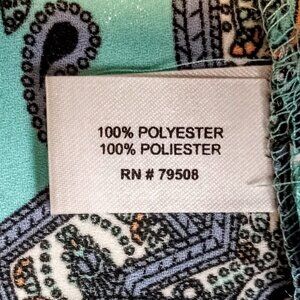 100% POLYESTER
100% POLIESTER
RN # 79508